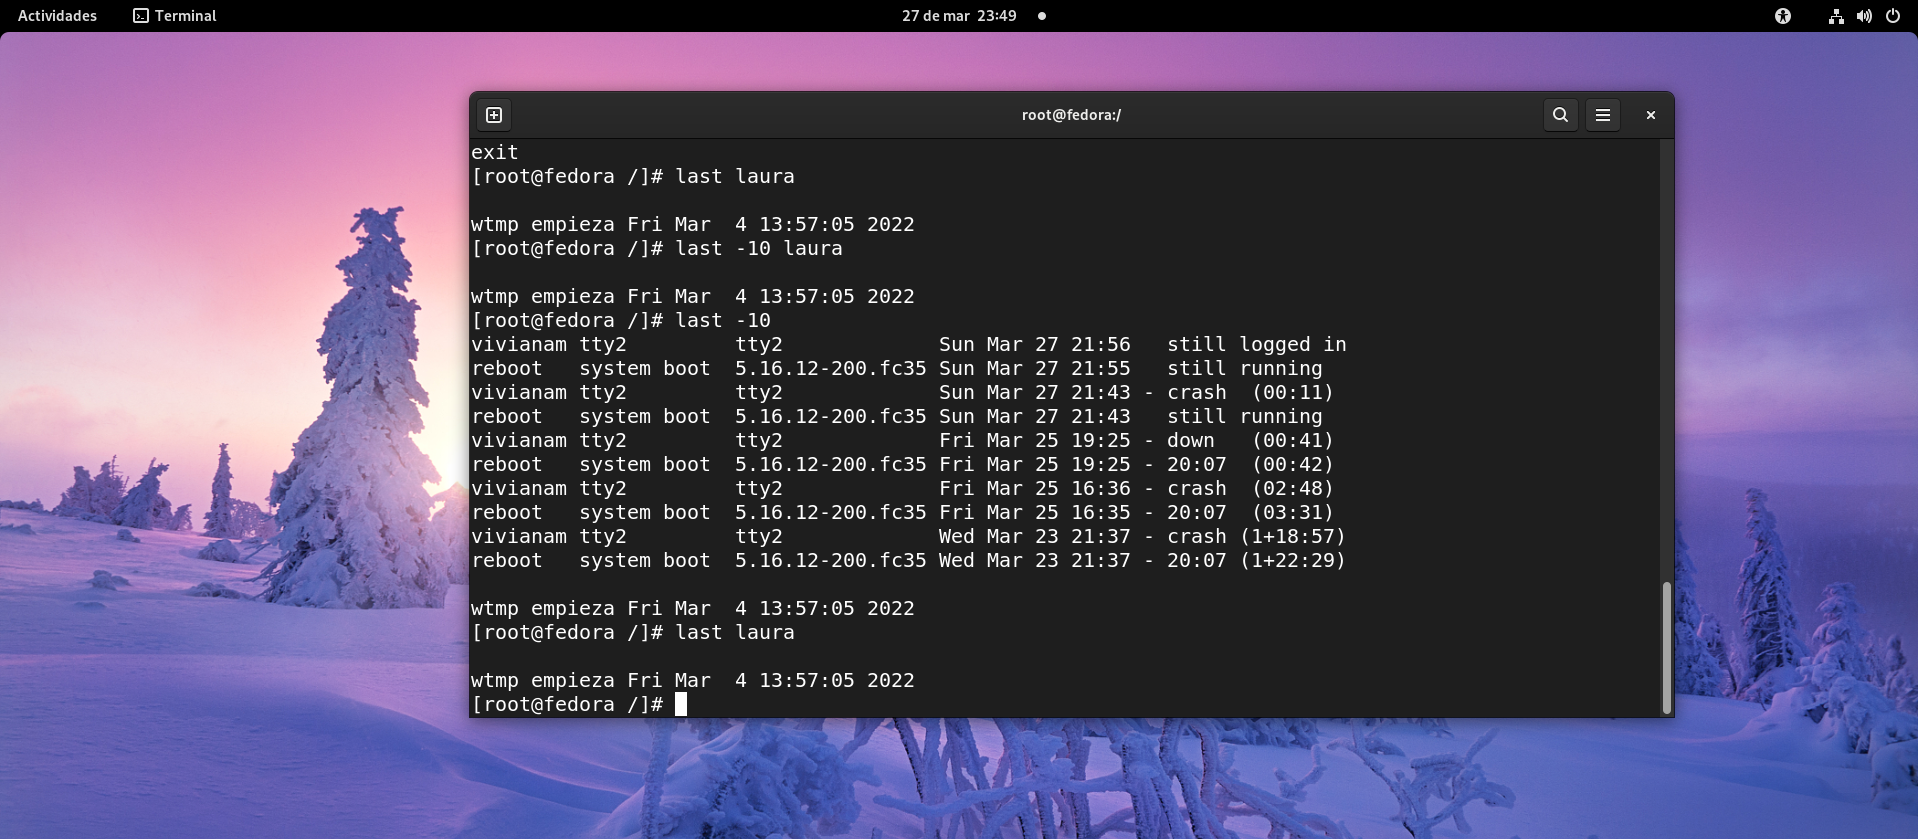 Actividades Terminal 27 de mar 23:49
root@fedora:/
exit
[root@fedora /]# last laura
wtmp empieza Fri Mar  4 13:57:05 2022
[root@fedora /]# last -10 laura
wtmp empieza Fri Mar  4 13:57:05 2022
[root@fedora /]# last -10
vivianam tty2         tty2             Sun Mar 27 21:56   still logged in
reboot   system boot  5.16.12-200.fc35 Sun Mar 27 21:55   still running
vivianam tty2         tty2             Sun Mar 27 21:43 - crash  (00:11)
reboot   system boot  5.16.12-200.fc35 Sun Mar 27 21:43   still running
vivianam tty2         tty2             Fri Mar 25 19:25 - down   (00:41)
reboot   system boot  5.16.12-200.fc35 Fri Mar 25 19:25 - 20:07  (00:42)
vivianam tty2         tty2             Fri Mar 25 16:36 - crash  (02:48)
reboot   system boot  5.16.12-200.fc35 Fri Mar 25 16:35 - 20:07  (03:31)
vivianam tty2         tty2             Wed Mar 23 21:37 - crash (1+18:57)
reboot   system boot  5.16.12-200.fc35 Wed Mar 23 21:37 - 20:07 (1+22:29)
wtmp empieza Fri Mar  4 13:57:05 2022
[root@fedora /]# last laura
wtmp empieza Fri Mar  4 13:57:05 2022
[root@fedora /]#